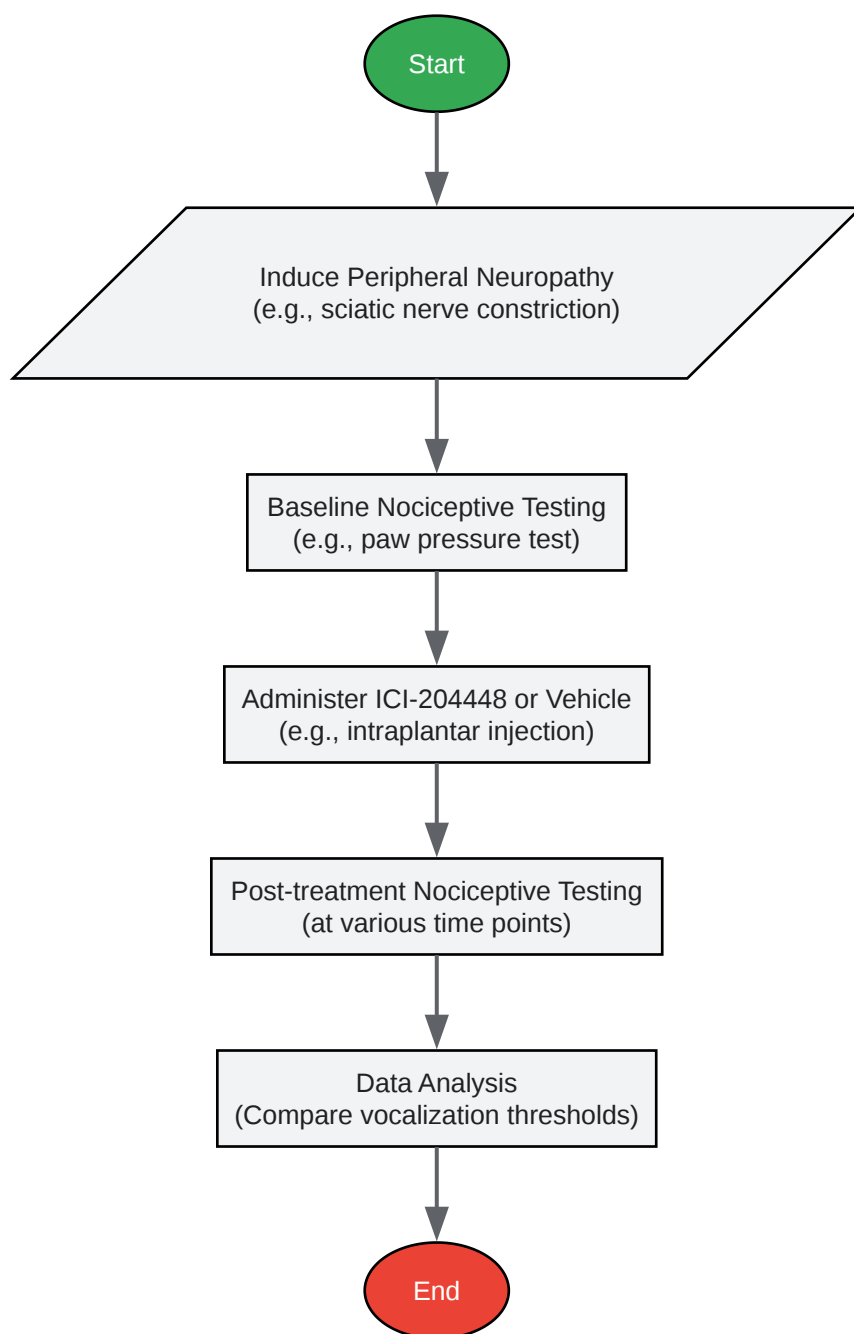 Start
Induce Peripheral Neuropathy
(e.g., sciatic nerve constriction)
Baseline Nociceptive Testing
(e.g., paw pressure test)
Administer ICI-204448 or Vehicle
(e.g., intraplantar injection)
Post-treatment Nociceptive Testing
(at various time points)
Data Analysis
(Compare vocalization thresholds)
End